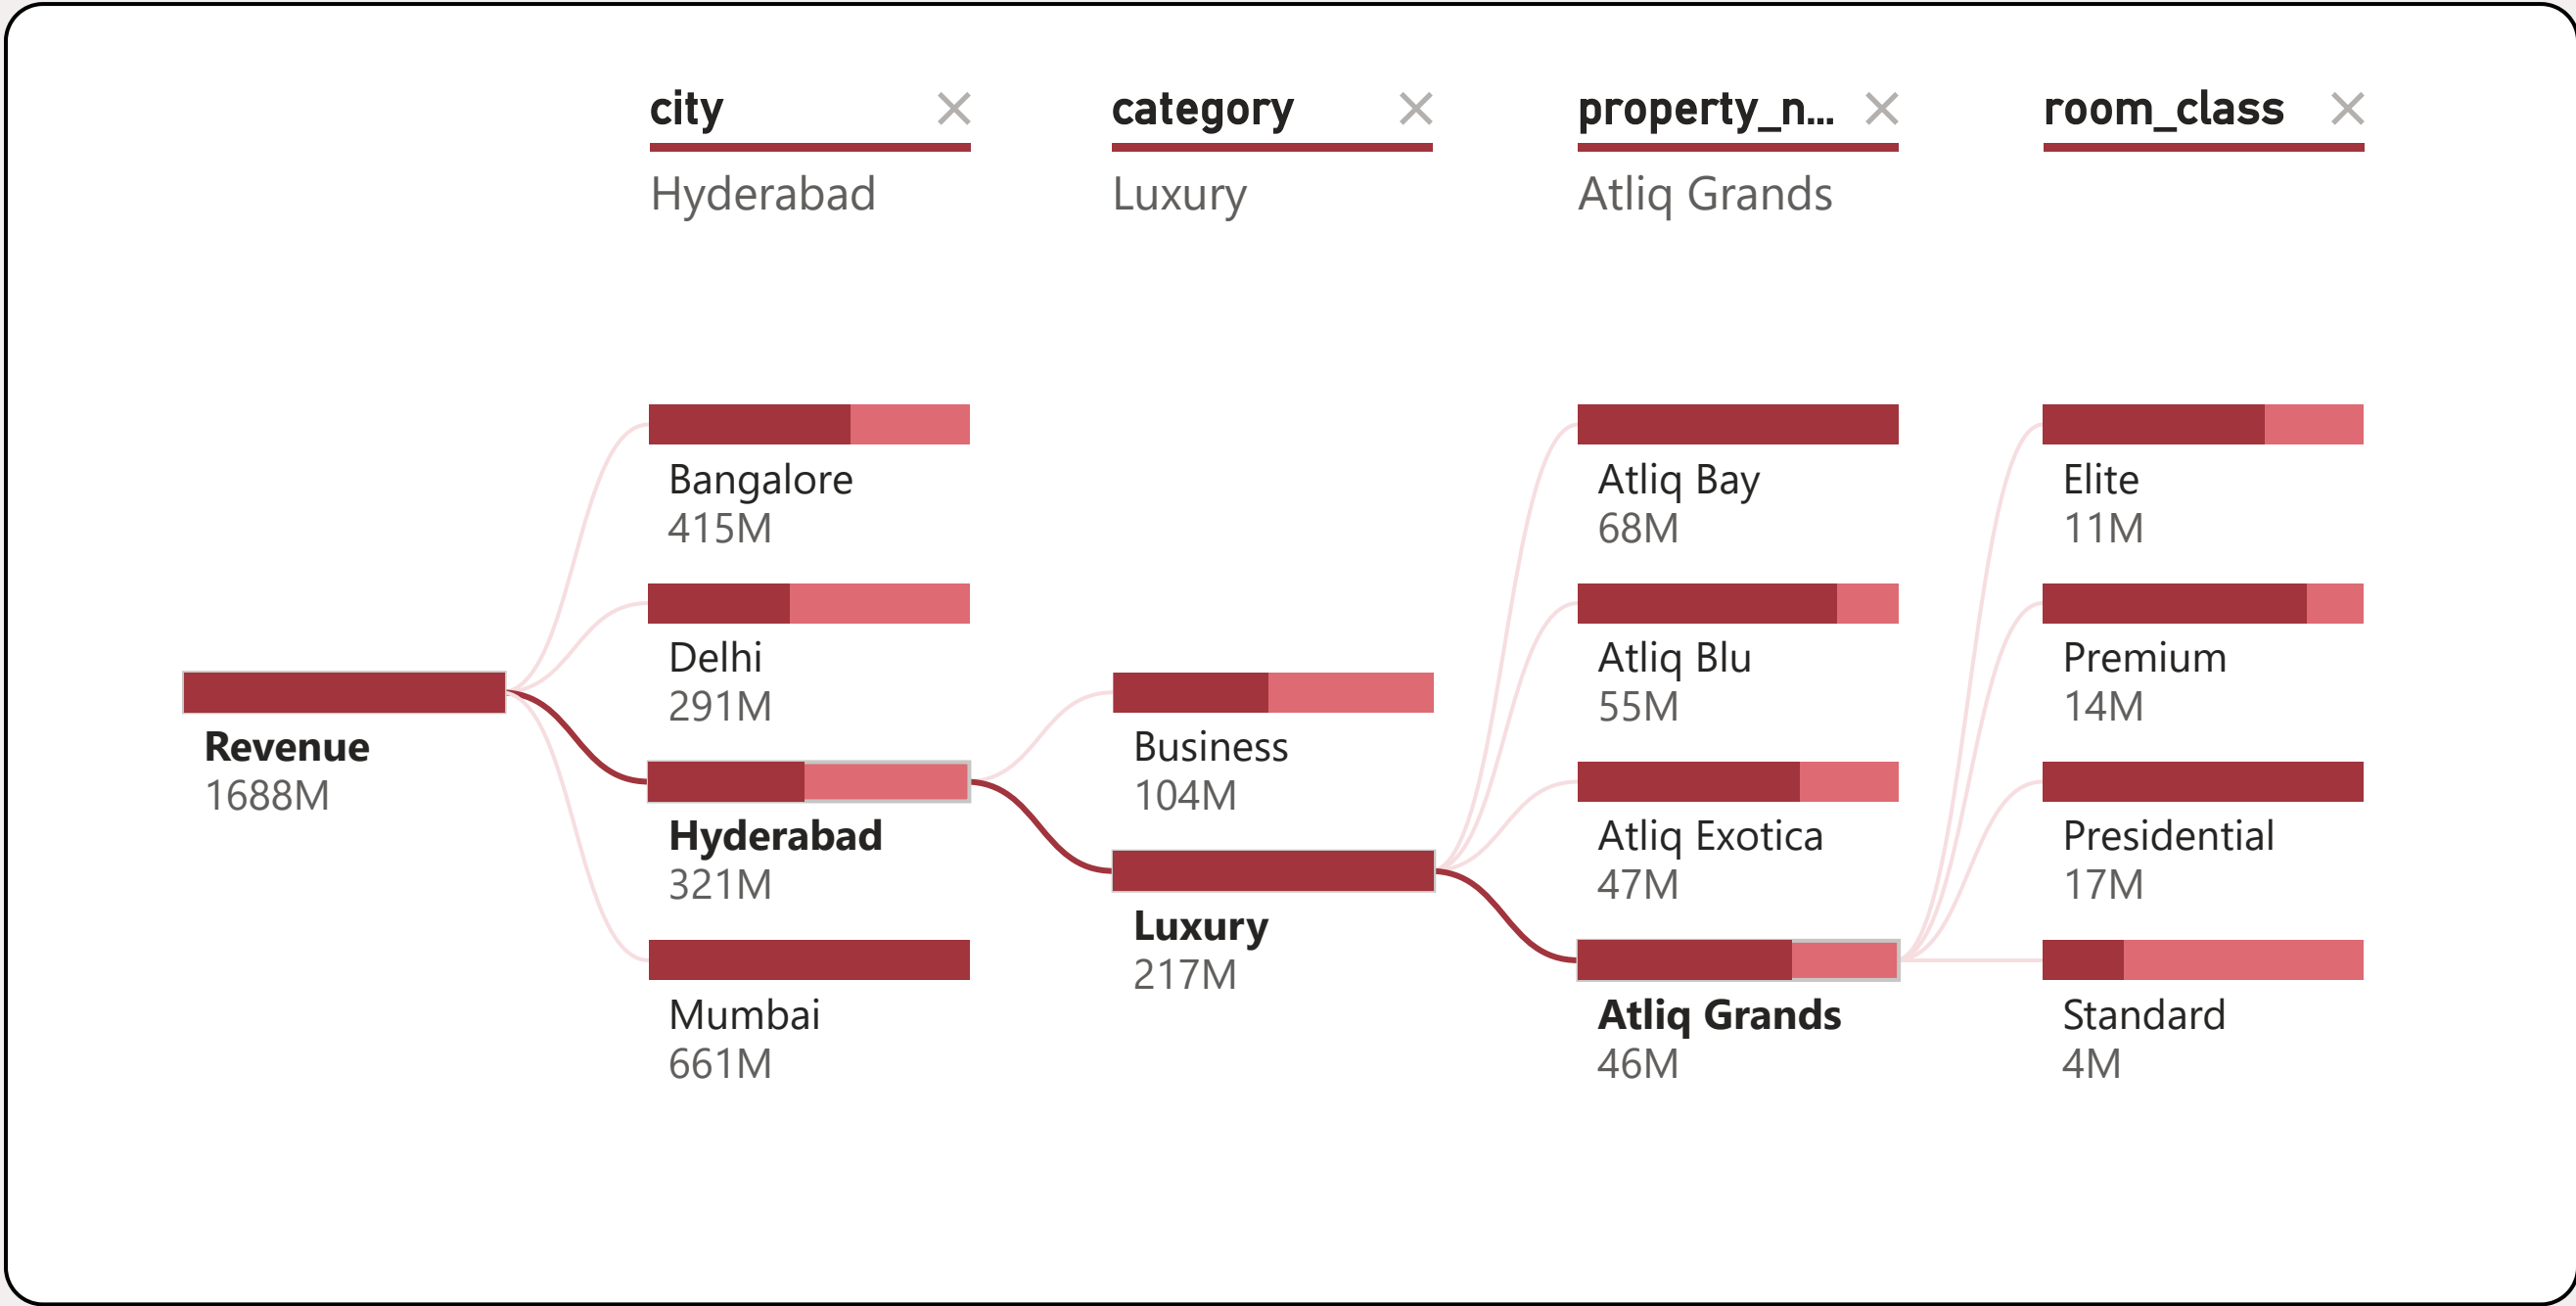 city
category
property_n...
room_class
Hyderabad
Luxury
Atliq Grands
Revenue
1688M
Bangalore
415M
Delhi
291M
Hyderabad
321M
Mumbai
661M
Business
104M
Luxury
217M
Atliq Bay
68M
Atliq Blu
55M
Atliq Exotica
47M
Atliq Grands
46M
Elite
11M
Premium
14M
Presidential
17M
Standard
4M